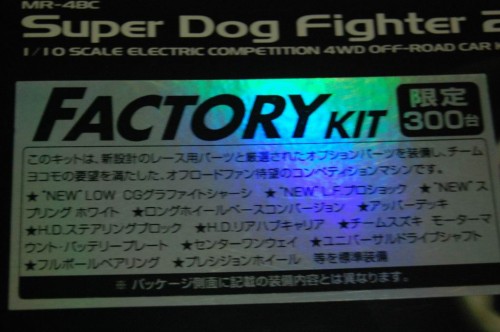 MR-4BC
Super Dog Fighter
1/10 SCALE ELECTRIC COMPETITION 4WD OFF-ROAD CAR
FACTORY KIT
限定
300台
このキットは、新設計のレース用パーツと厳選されたオプションパーツを装備し、チーム
ヨコモの要望を満たした、オフロードファン待望のコンペティションマシンです。
★"NEW"LOW CGグラファイトシャーシ ★"NEW"L.F.プロショック ★"NEW"ス
プリング ホワイト ★ロングホイールベースコンバージョン ★アッパーデッキ
★H.D.ステアリングブロック ★H.D.リアハブキャリア ★チームスズキ モーターマ
ウント・バッテリープレート ★センターワンウェイ ★ユニバーサルドライブシャフト
★フルボールベアリング ★プレシジョンホイール 等を標準装備
※ パッケージ側面に記載の装備内容とは異なります。